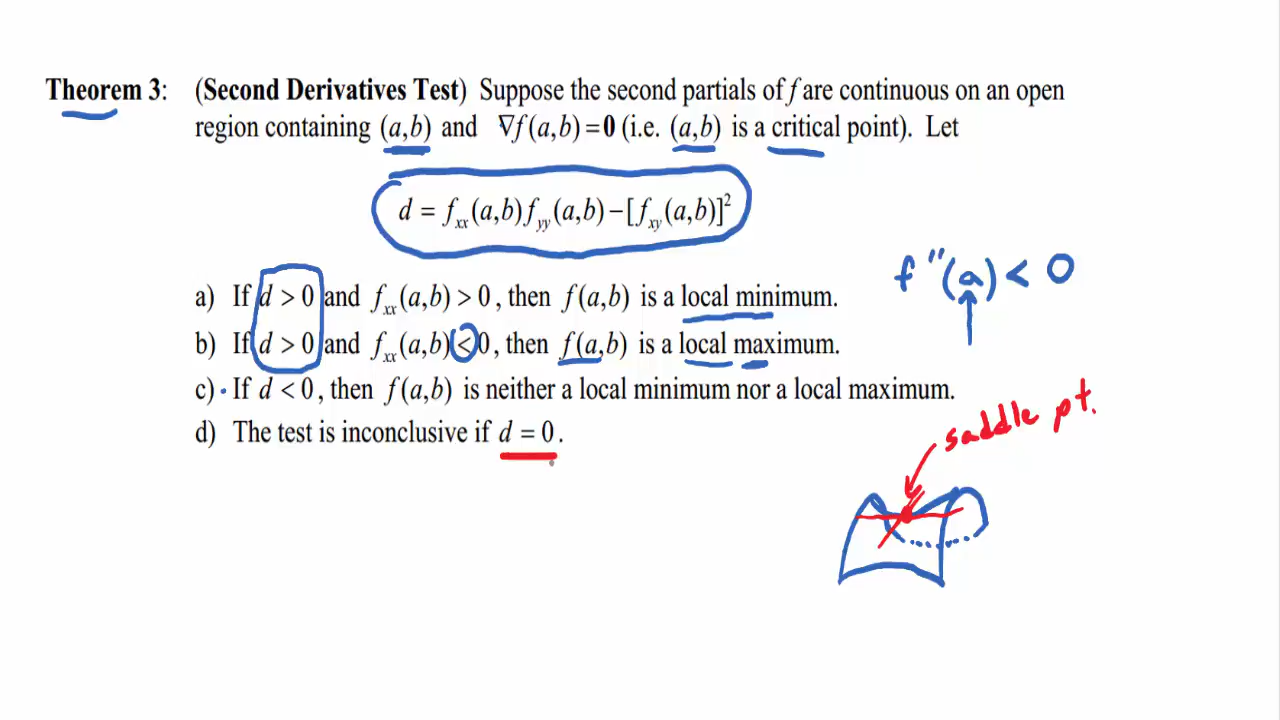 Theorem 3: (Second Derivatives Test) Suppose the second partials of f are continuous on an open
region containing (a,b) and ∇f(a,b)=0 (i.e. (a,b) is a critical point). Let
d = f_xx(a,b)f_yy(a,b)−[f_xy(a,b)]²
f″(a) < 0
a) If d > 0 and f_xx(a,b) > 0, then f(a,b) is a local minimum.
b) If d > 0 and f_xx(a,b) < 0, then f(a,b) is a local maximum.
c) · If d < 0, then f(a,b) is neither a local minimum nor a local maximum.
saddle pt.
d) The test is inconclusive if d = 0.